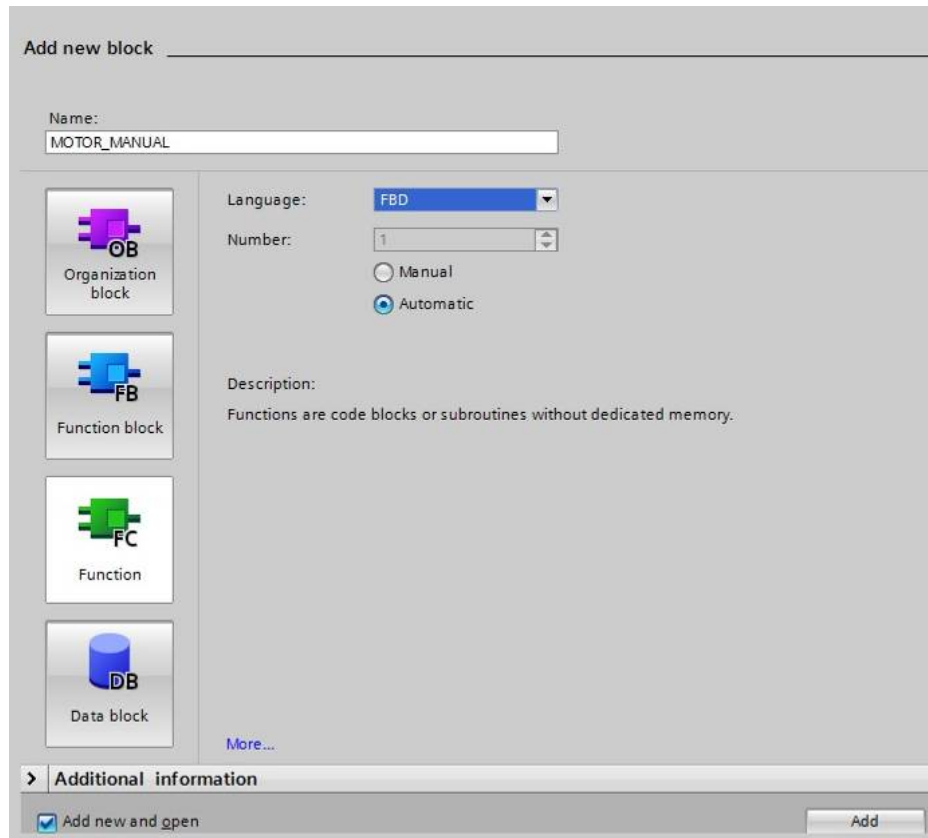 Add new block
Name:
MOTOR_MANUAL
OB
Organization
block
FB
Function block
FC
Function
DB
Data block
Language:
FBD
Number:
1
Manual
Automatic
Description:
Functions are code blocks or subroutines without dedicated memory.
More...
> Additional information
Add new and open
Add